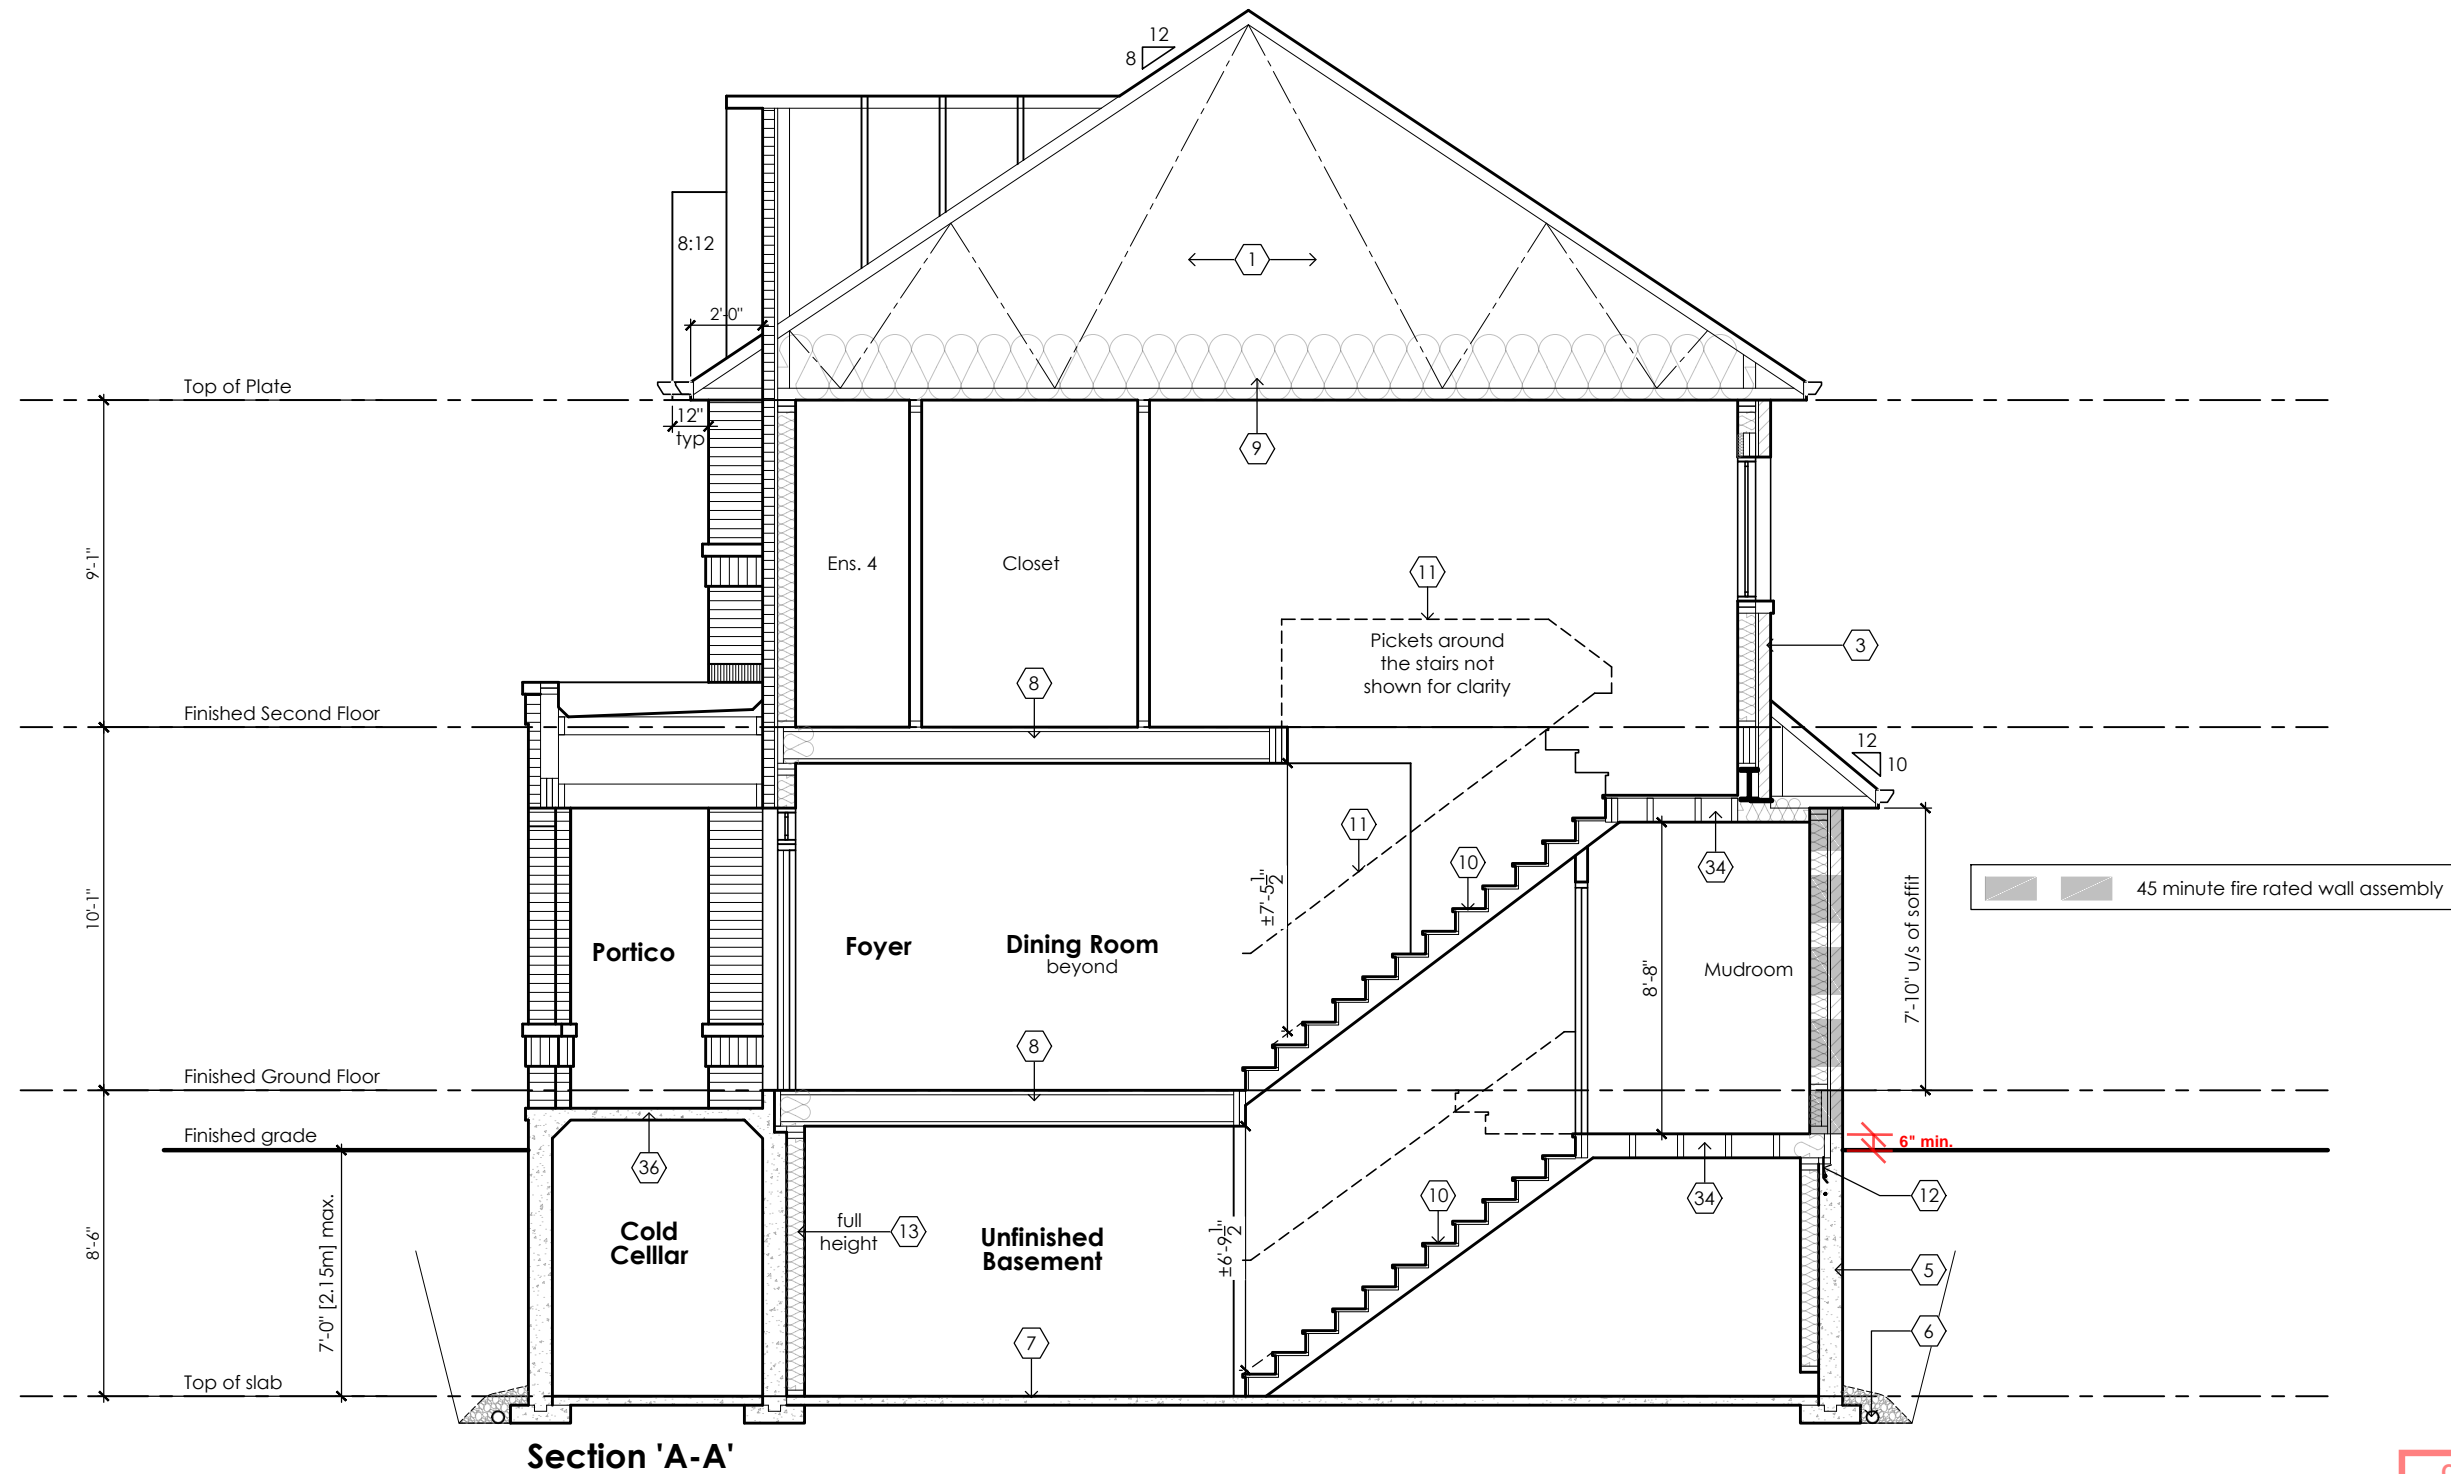 12
8
8:12
1
2'-0"
Top of Plate
12"
typ
9
9'-1"
Ens. 4
Closet
11
Pickets around
the stairs not
shown for clarity
3
8
Finished Second Floor
12
10
11
10
34
45 minute fire rated wall assembly
10'-1"
±7'-5 1/2"
7'-10" u/s of soffit
Portico
Foyer
Dining Room
beyond
8'-8"
Mudroom
8
Finished Ground Floor
Finished grade
6" min.
36
10
34
12
8'-6"
7'-0" [2.15m] max.
Cold
Celllar
full
height
13
Unfinished
Basement
±6'-9 1/2"
5
6
7
Top of slab
Section 'A-A'